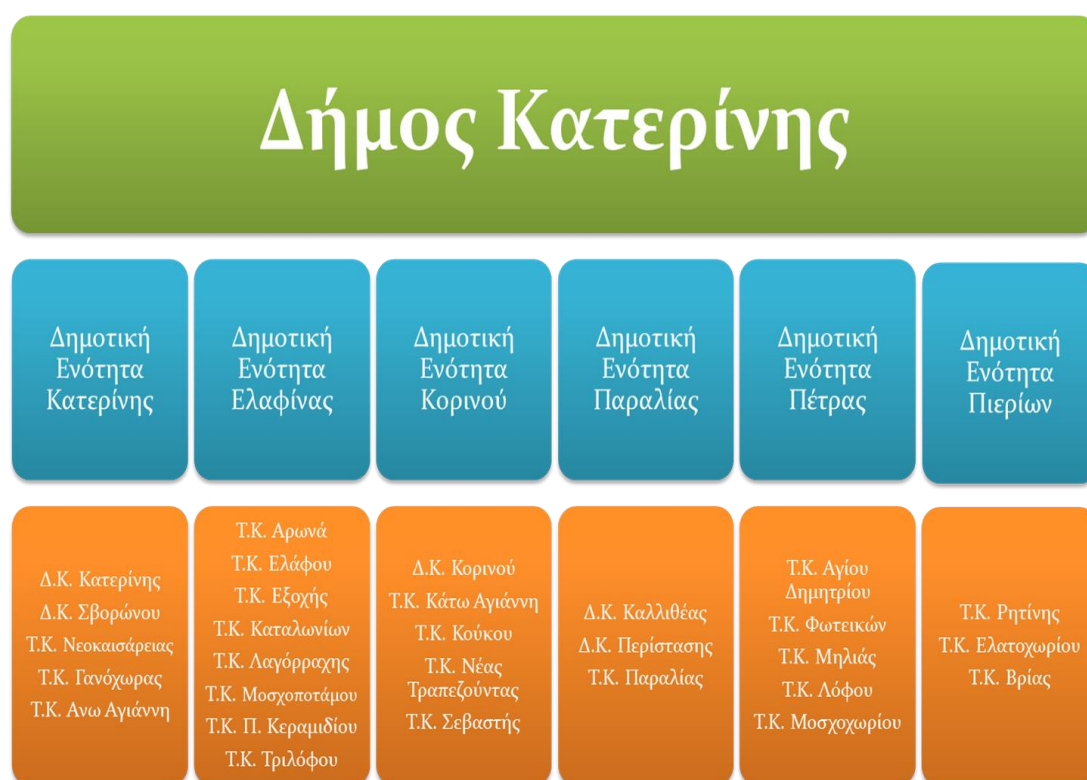 Δήμος Κατερίνης
Δημοτική
Ενότητα
Κατερίνης
Δημοτική
Ενότητα
Ελαφίνας
Δημοτική
Ενότητα
Κορινού
Δημοτική
Ενότητα
Παραλίας
Δημοτική
Ενότητα
Πέτρας
Δημοτική
Ενότητα
Πιερίων
Δ.Κ. Κατερίνης
Δ.Κ. Σβορώνου
Τ.Κ. Νεοκαισάρειας
Τ.Κ. Γανόχωρας
Τ.Κ. Ανω Αγιάννη
Τ.Κ. Αρωνά
Τ.Κ. Ελάφου
Τ.Κ. Εξοχής
Τ.Κ. Καταλωνίων
Τ.Κ. Λαγόρραχης
Τ.Κ. Μοσχοποτάμου
Τ.Κ. Π. Κεραμιδίου
Τ.Κ. Τριλόφου
Δ.Κ. Κορινού
Τ.Κ. Κάτω Αγιάννη
Τ.Κ. Κούκου
Τ.Κ. Νέας
Τραπεζούντας
Τ.Κ. Σεβαστής
Δ.Κ. Καλλιθέας
Δ.Κ. Περίστασης
Τ.Κ. Παραλίας
Τ.Κ. Αγίου
Δημητρίου
Τ.Κ. Φωτεικών
Τ.Κ. Μηλιάς
Τ.Κ. Λόφου
Τ.Κ. Μοσχοχωρίου
Τ.Κ. Ρητίνης
Τ.Κ. Ελατοχωρίου
Τ.Κ. Βρίας